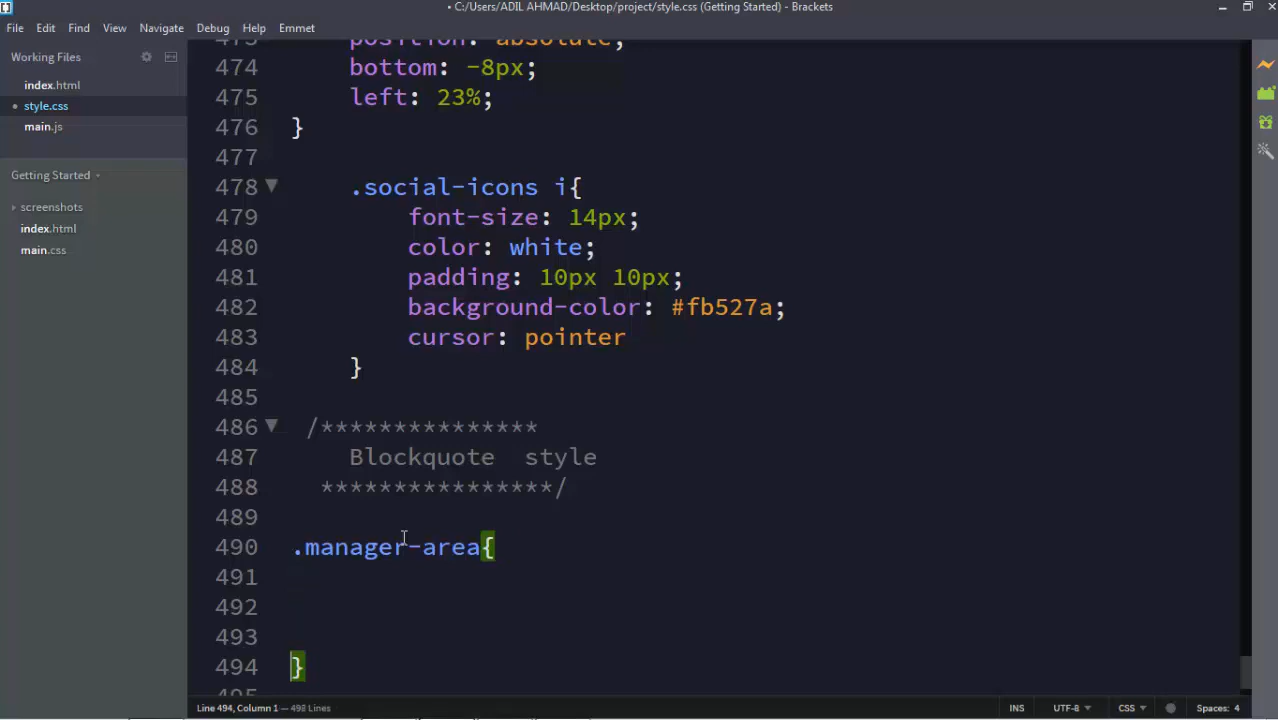 • C:/Users/ADIL AHMAD/Desktop/project/style.css (Getting Started) - Brackets
File Edit Find View Navigate Debug Help Emmet
Working Files
index.html
style.css
main.js
Getting Started
screenshots
index.html
main.css
473 position: absolute;
474 bottom: -8px;
475 left: 23%;
476 }
477
478 .social-icons i{
479 font-size: 14px;
480 color: white;
481 padding: 10px 10px;
482 background-color: #fb527a;
483 cursor: pointer
484 }
485
486 /***************
487 Blockquote style
488 ****************/
489
490 .manager-area{
491
492
493
494 }
495
Line 494, Column 1 — 498 Lines
INS UTF-8 CSS Spaces: 4